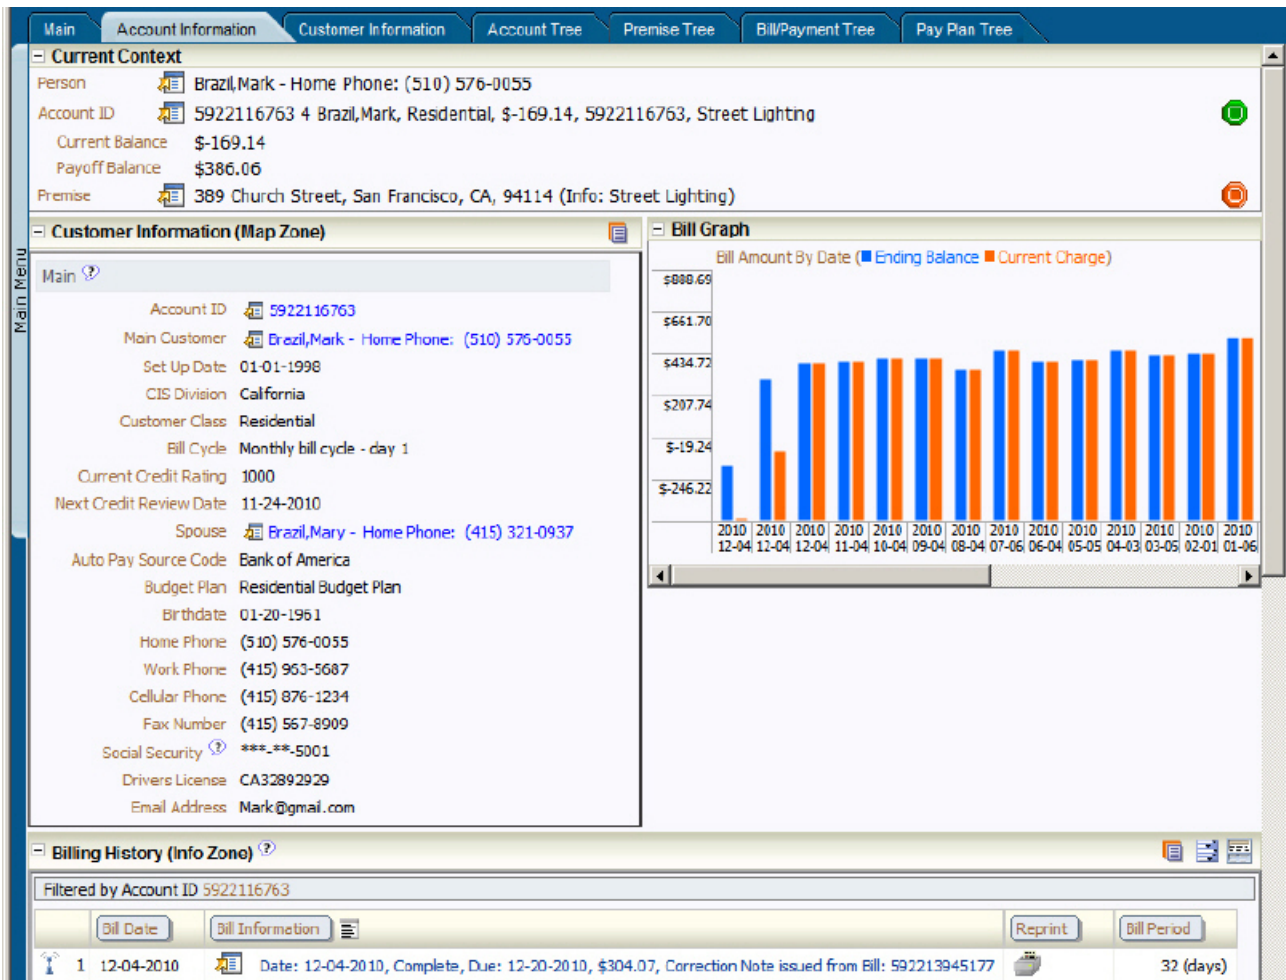 Main Account Information Customer Information Account Tree Premise Tree Bill/Payment Tree Pay Plan Tree
Main Menu
Current Context
Person Brazil,Mark - Home Phone: (510) 576-0055
Account ID 5922116763 4 Brazil,Mark, Residential, $-169.14, 5922116763, Street Lighting
Current Balance $-169.14
Payoff Balance $386.06
Premise 389 Church Street, San Francisco, CA, 94114 (Info: Street Lighting)
Customer Information (Map Zone)
Main ?
Account ID 5922116763
Main Customer Brazil,Mark - Home Phone: (510) 576-0055
Set Up Date 01-01-1998
CIS Division California
Customer Class Residential
Bill Cycle Monthly bill cycle - day 1
Current Credit Rating 1000
Next Credit Review Date 11-24-2010
Spouse Brazil,Mary - Home Phone: (415) 321-0937
Auto Pay Source Code Bank of America
Budget Plan Residential Budget Plan
Birthdate 01-20-1961
Home Phone (510) 576-0055
Work Phone (415) 963-5687
Cellular Phone (415) 876-1234
Fax Number (415) 567-8909
Social Security ? ***-**-5001
Drivers License CA32892929
Email Address Mark@gmail.com
Bill Graph
Bill Amount By Date (Ending Balance Current Charge)
$888.69
$661.70
$434.72
$207.74
$-19.24
$-246.22
2010 2010 2010 2010 2010 2010 2010 2010 2010 2010 2010 2010 2010 2010
12-04 12-04 12-04 11-04 10-04 09-04 08-04 07-06 06-04 05-05 04-03 03-05 02-01 01-06
Billing History (Info Zone) ?
Filtered by Account ID 5922116763
Bill Date Bill Information Reprint Bill Period
1 12-04-2010 Date: 12-04-2010, Complete, Due: 12-20-2010, $304.07, Correction Note issued from Bill: 592213945177 32 (days)